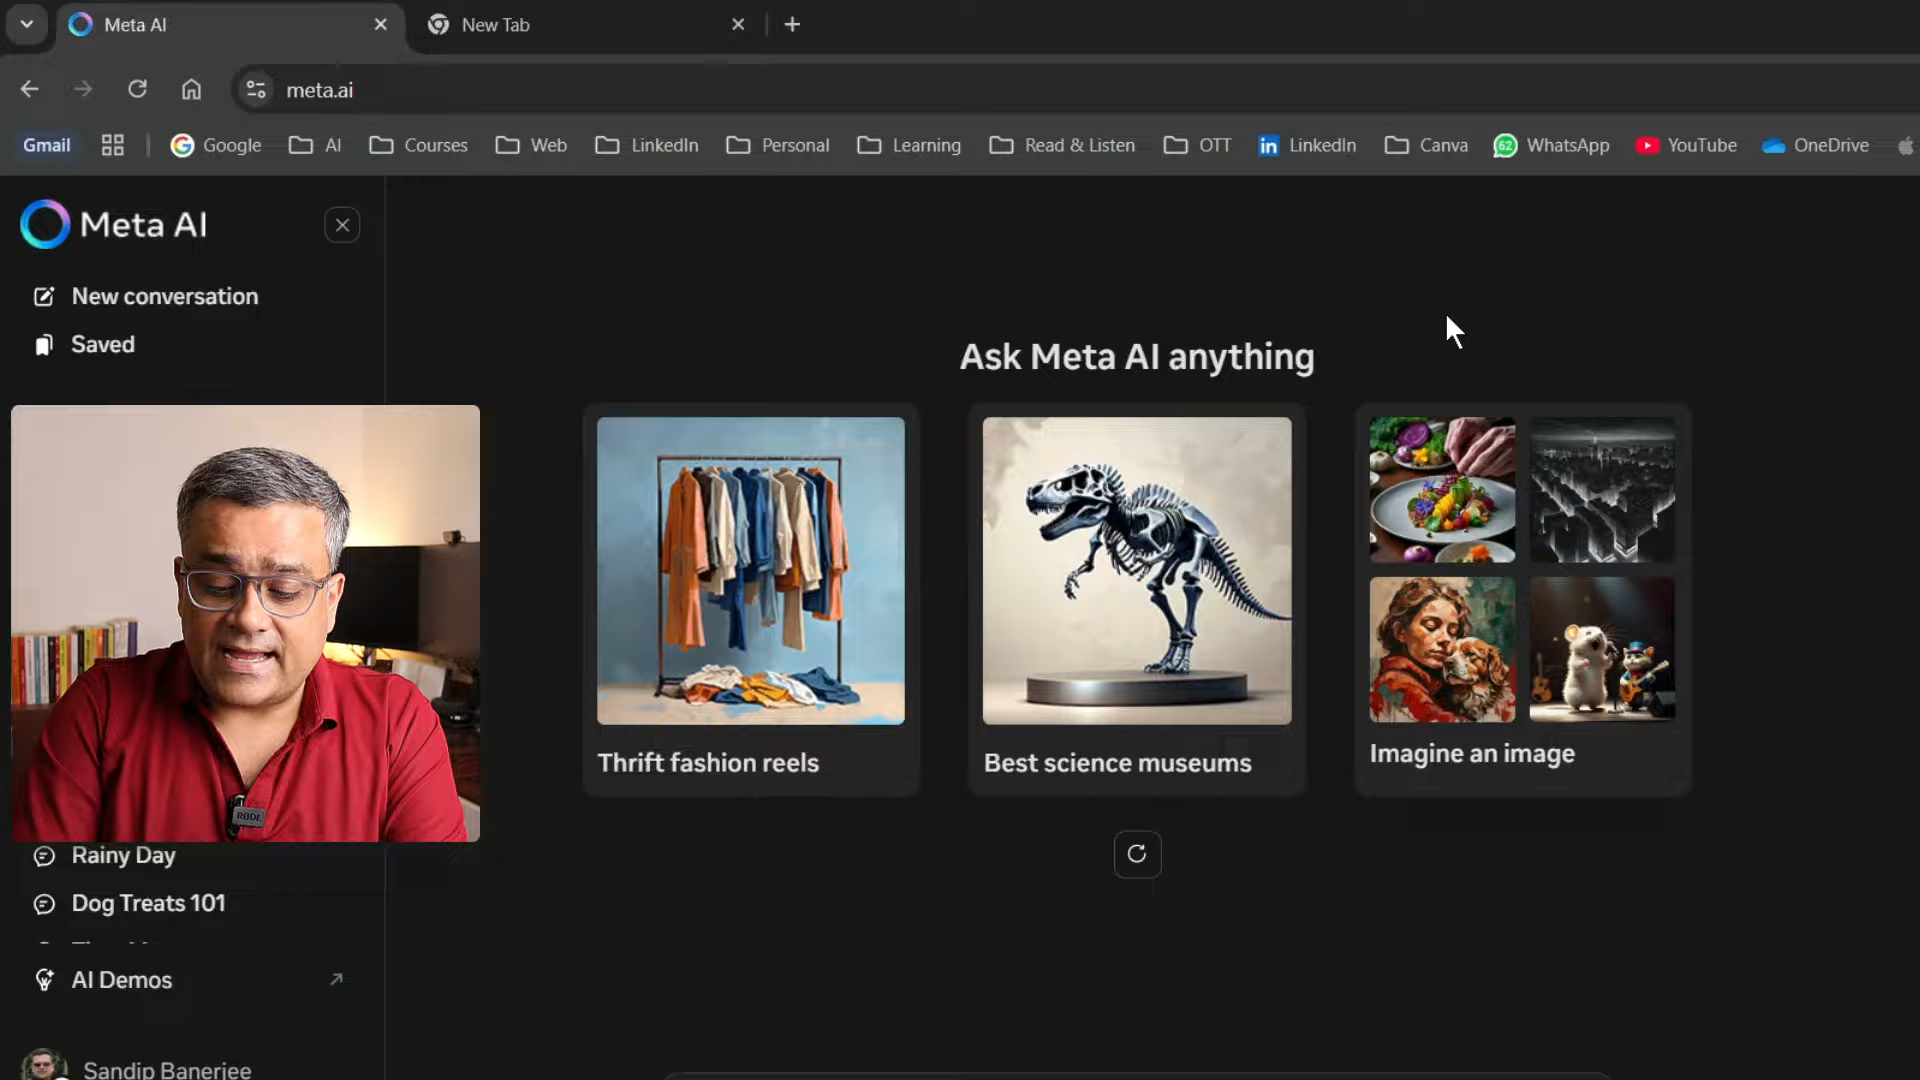 Meta AI
New Tab
meta.ai
Gmail
Google
AI
Courses
Web
LinkedIn
Personal
Learning
Read & Listen
OTT
LinkedIn
Canva
62
WhatsApp
YouTube
OneDrive
Meta AI
New conversation
Saved
Ask Meta AI anything
Thrift fashion reels
Best science museums
Imagine an image
RØDE
Rainy Day
Dog Treats 101
AI Demos
Sandip Banerjee